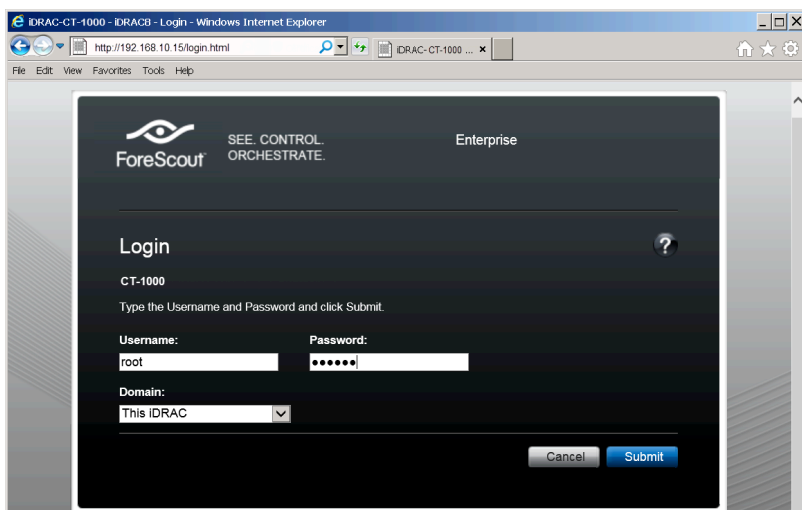 iDRAC-CT-1000 - iDRAC8 - Login - Windows Internet Explorer
http://192.168.10.15/login.html
iDRAC-CT-1000 ...
File Edit View Favorites Tools Help
ForeScout
SEE. CONTROL.
ORCHESTRATE.
Enterprise
Login
?
CT-1000
Type the Username and Password and click Submit.
Username: Password:
root ••••••
Domain:
This iDRAC
Cancel Submit